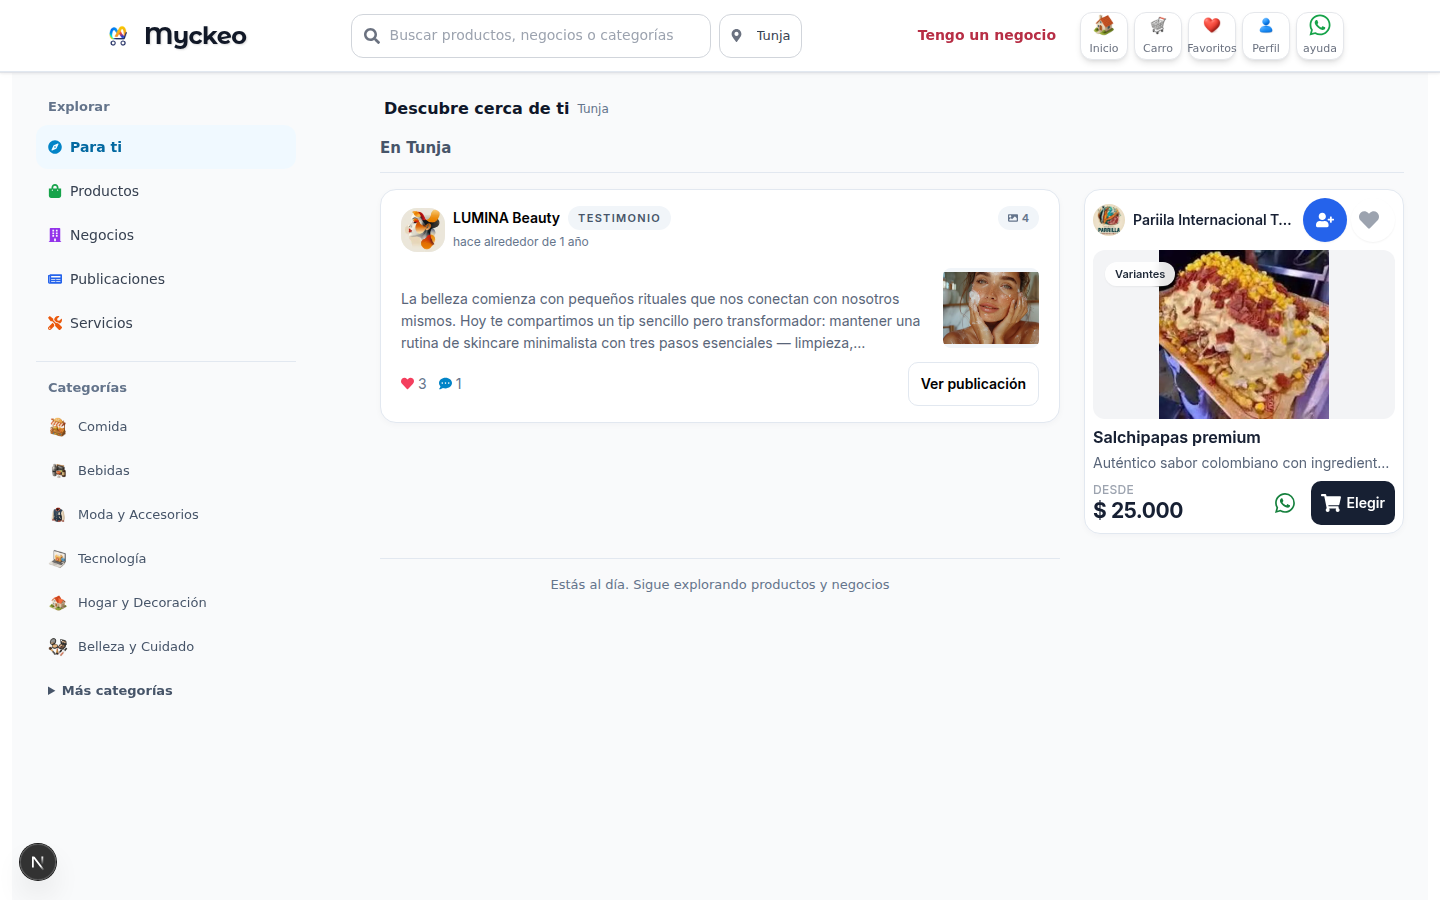 Myckeo
Buscar productos, negocios o categorías
Tunja
Tengo un negocio
Inicio
Carro
Favoritos
Perfil
ayuda
Explorar
Para ti
Productos
Negocios
Publicaciones
Servicios
Categorías
Comida
Bebidas
Moda y Accesorios
Tecnología
Hogar y Decoración
Belleza y Cuidado
Más categorías
Descubre cerca de ti Tunja
En Tunja
LUMINA Beauty TESTIMONIO
4
hace alrededor de 1 año
La belleza comienza con pequeños rituales que nos conectan con nosotros
mismos. Hoy te compartimos un tip sencillo pero transformador: mantener una
rutina de skincare minimalista con tres pasos esenciales — limpieza,...
3 1
Ver publicación
PARRILLA
Pariila Internacional T...
Variantes
Salchipapas premium
Auténtico sabor colombiano con ingredient...
DESDE
$ 25.000
Elegir
Estás al día. Sigue explorando productos y negocios
N